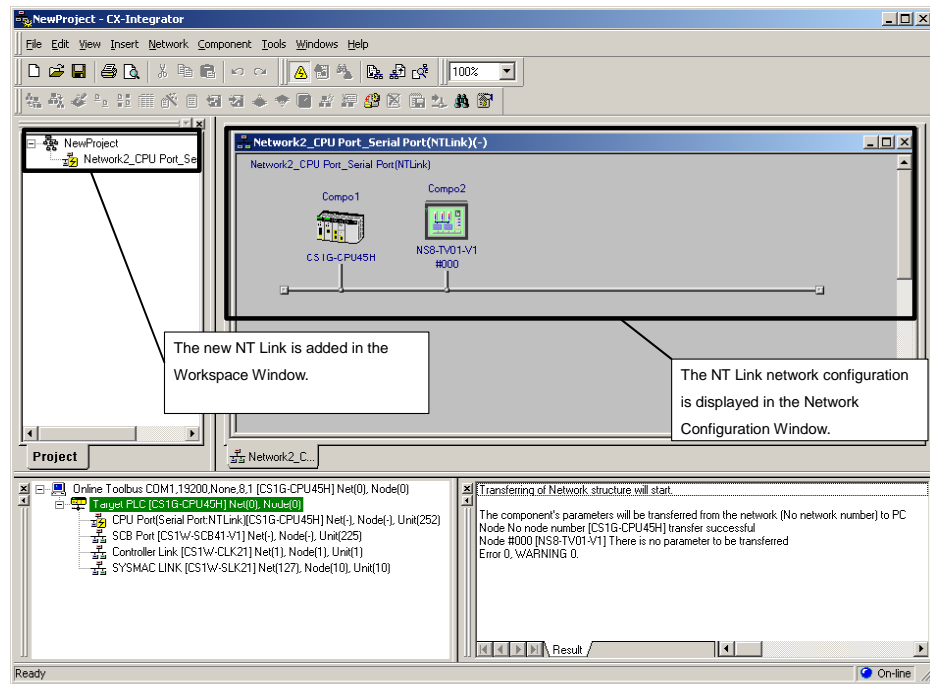 NewProject - CX-Integrator
File Edit View Insert Network Component Tools Windows Help
100%
NewProject
Network2_CPU Port_Se
Network2_CPU Port_Serial Port(NTLink)(-)
Network2_CPU Port_Serial Port(NTLink)
Compo1
Compo2
CS1G-CPU45H
NS8-TV01-V1
#000
The new NT Link is added in the
Workspace Window.
The NT Link network configuration
is displayed in the Network
Configuration Window.
Project
Network2_C...
Online Toolbus COM1,19200,None,8,1 [CS1G-CPU45H] Net(0), Node(0)
Target PLC [CS1G-CPU45H] Net(0), Node(0)
CPU Port(Serial Port:NTLink)[CS1G-CPU45H] Net(-), Node(-), Unit(252)
SCB Port [CS1W-SCB41-V1] Net(-), Node(-), Unit(225)
Controller Link [CS1W-CLK21] Net(1), Node(1), Unit(1)
SYSMAC LINK [CS1W-SLK21] Net(127), Node(10), Unit(10)
Transferring of Network structure will start.
The component's parameters will be transferred from the network (No network number) to PC
Node No node number [CS1G-CPU45H] transfer successful
Node #000 [NS8-TV01-V1] There is no parameter to be transferred
Error 0, WARNING 0.
Result
Ready
On-line